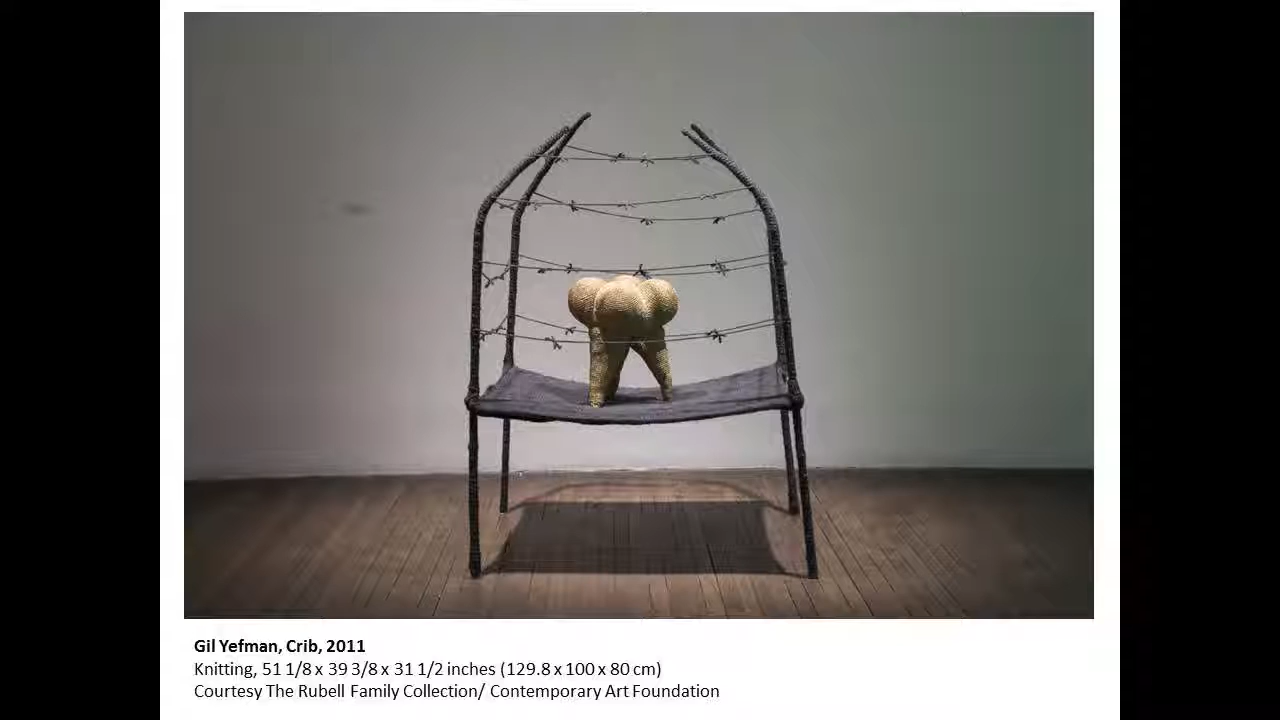 Gil Yefman, Crib, 2011
Knitting, 51 1/8 x 39 3/8 x 31 1/2 inches (129.8 x 100 x 80 cm)
Courtesy The Rubell Family Collection/ Contemporary Art Foundation